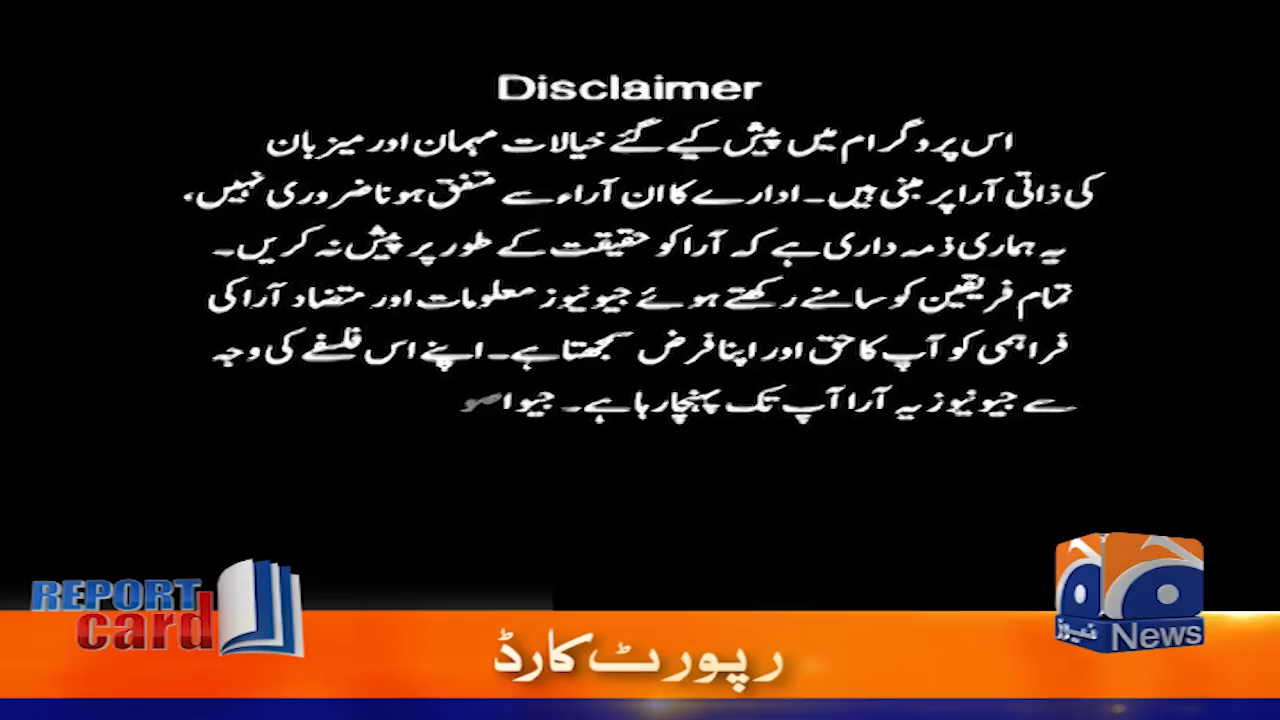 Disclaimer
اس پروگرام میں پیش کیے گئے خیالات مہمان اور میزبان
کی ذاتی آرا پر مبنی ہیں۔ ادارے کا ان آراء سے متفق ہونا ضروری نہیں،
یہ ہماری ذمہ داری ہے کہ آرا کو حقیقت کے طور پر پیش نہ کریں۔
تمام فریقین کو سامنے رکھتے ہوئے جیو نیوز معلومات اور متضاد آرا کی
فراہمی کو آپ کا حق اور اپنا فرض سمجھتا ہے۔ اپنے اس فلسفے کی وجہ
سے جیو نیوز یہ آرا آپ تک پہنچا رہا ہے۔ جیو
REPORT
card
رپورٹ کارڈ
جیو
نیوز News